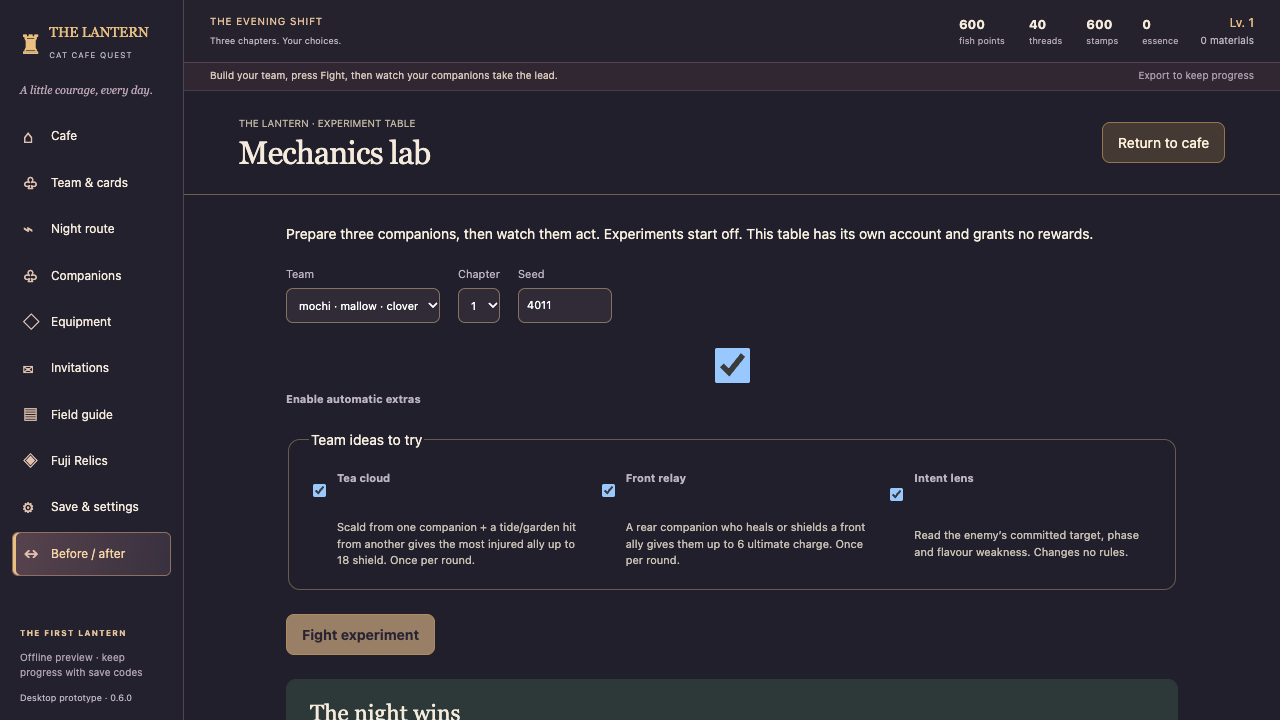 THE LANTERN
CAT CAFE QUEST
A little courage, every day.
Cafe
Team & cards
Night route
Companions
Equipment
Invitations
Field guide
Fuji Relics
Save & settings
Before / after
THE FIRST LANTERN
Offline preview · keep
progress with save codes
Desktop prototype · 0.6.0
THE EVENING SHIFT
Three chapters. Your choices.
600
fish points
40
threads
600
stamps
0
essence
Lv. 1
0 materials
Build your team, press Fight, then watch your companions take the lead.
Export to keep progress
THE LANTERN · EXPERIMENT TABLE
Mechanics lab
Return to cafe
Prepare three companions, then watch them act. Experiments start off. This table has its own account and grants no rewards.
Team
Chapter
Seed
mochi · mallow · clover
1
4011
Enable automatic extras
Team ideas to try
Tea cloud
Scald from one companion + a tide/garden hit
from another gives the most injured ally up to
18 shield. Once per round.
Front relay
A rear companion who heals or shields a front
ally gives them up to 6 ultimate charge. Once
per round.
Intent lens
Read the enemy's committed target, phase
and flavour weakness. Changes no rules.
Fight experiment
The night wins